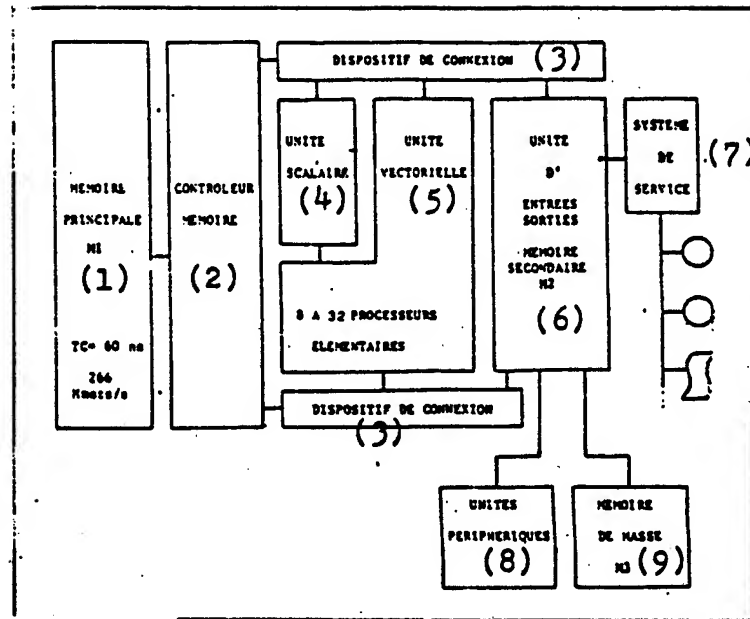 DISPOSITIF DE CONNEXION (3)
MEMOIRE
PRINCIPALE
M1
(1)
TC= 60 ns
266
Kmots/s
CONTROLEUR
MEMOIRE
(2)
UNITE
SCALAIRE
(4)
UNITE
VECTORIELLE
(5)
8 A 32 PROCESSEURS
ELEMENTAIRES
UNITE
D'
ENTREES
SORTIES
MEMOIRE
SECONDAIRE
M2
(6)
SYSTEME
DE
SERVICE
(7)
DISPOSITIF DE CONNEXION
(3)
UNITES
PERIPHERIQUES
(8)
MEMOIRE
DE MASSE
M3 (9)